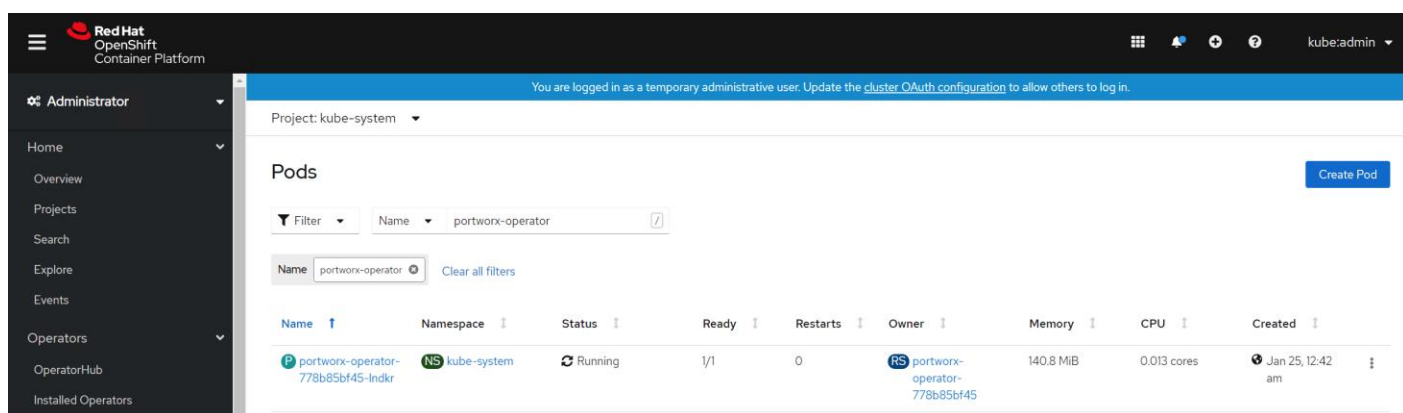 Red Hat
OpenShift
Container Platform
kube:admin
Administrator
You are logged in as a temporary administrative user. Update the cluster OAuth configuration to allow others to log in.
Project: kube-system
Home
Overview
Projects
Search
Explore
Events
Operators
OperatorHub
Installed Operators
Pods
Create Pod
Filter
Name
portworx-operator
/
Name
portworx-operator
Clear all filters
Name Namespace Status Ready Restarts Owner Memory CPU Created
P portworx-operator-778b85bf45-lndkr
NS kube-system
Running
1/1
0
RS portworx-operator-778b85bf45
140.8 MiB
0.013 cores
Jan 25, 12:42 am